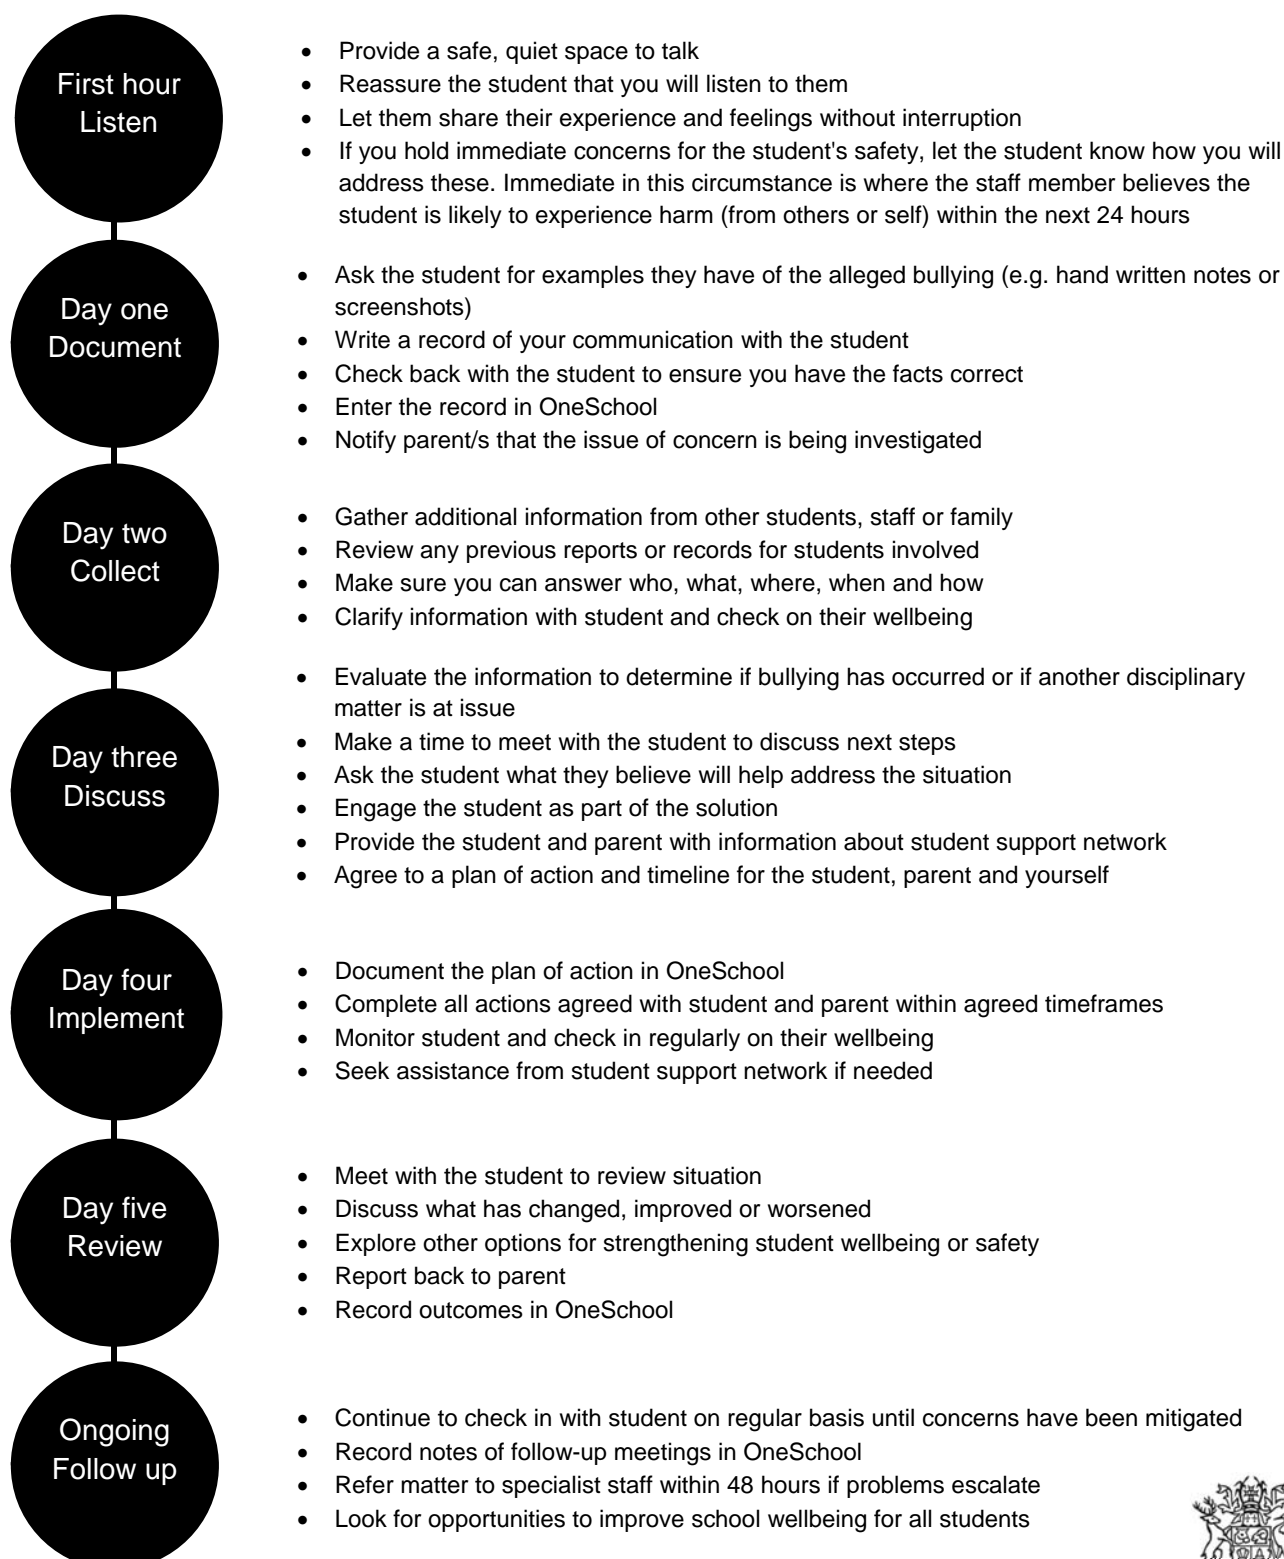 First hour
Listen
• Provide a safe, quiet space to talk
• Reassure the student that you will listen to them
• Let them share their experience and feelings without interruption
• If you hold immediate concerns for the student's safety, let the student know how you will
address these. Immediate in this circumstance is where the staff member believes the
student is likely to experience harm (from others or self) within the next 24 hours
Day one
Document
• Ask the student for examples they have of the alleged bullying (e.g. hand written notes or
screenshots)
• Write a record of your communication with the student
• Check back with the student to ensure you have the facts correct
• Enter the record in OneSchool
• Notify parent/s that the issue of concern is being investigated
Day two
Collect
• Gather additional information from other students, staff or family
• Review any previous reports or records for students involved
• Make sure you can answer who, what, where, when and how
• Clarify information with student and check on their wellbeing
Day three
Discuss
• Evaluate the information to determine if bullying has occurred or if another disciplinary
matter is at issue
• Make a time to meet with the student to discuss next steps
• Ask the student what they believe will help address the situation
• Engage the student as part of the solution
• Provide the student and parent with information about student support network
• Agree to a plan of action and timeline for the student, parent and yourself
Day four
Implement
• Document the plan of action in OneSchool
• Complete all actions agreed with student and parent within agreed timeframes
• Monitor student and check in regularly on their wellbeing
• Seek assistance from student support network if needed
Day five
Review
• Meet with the student to review situation
• Discuss what has changed, improved or worsened
• Explore other options for strengthening student wellbeing or safety
• Report back to parent
• Record outcomes in OneSchool
Ongoing
Follow up
• Continue to check in with student on regular basis until concerns have been mitigated
• Record notes of follow-up meetings in OneSchool
• Refer matter to specialist staff within 48 hours if problems escalate
• Look for opportunities to improve school wellbeing for all students